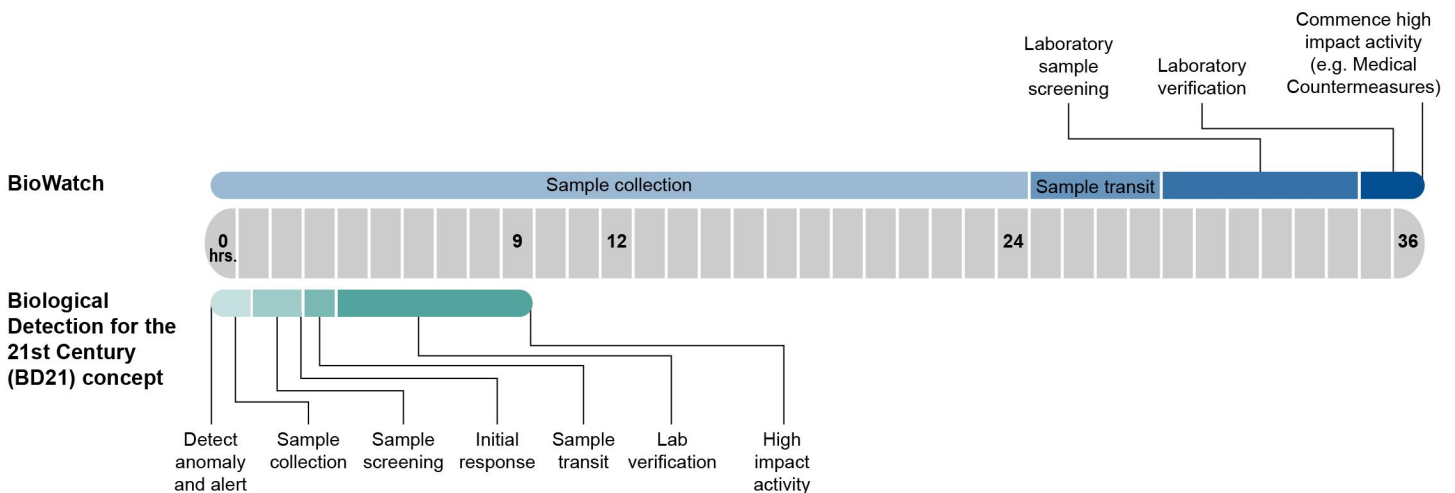 Commence high
impact activity
(e.g. Medical
Countermeasures)
Laboratory
sample
screening
Laboratory
verification
BioWatch
Sample collection
Sample transit
0
hrs.
9
12
24
36
Biological
Detection for the
21st Century
(BD21) concept
Detect
anomaly
and alert
Sample
collection
Sample
screening
Initial
response
Sample
transit
Lab
verification
High
impact
activity